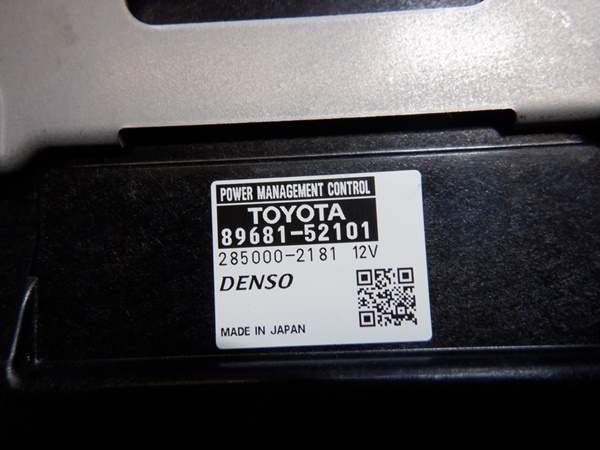 POWER MANAGEMENT CONTROL
TOYOTA
89681-52101
285000-2181 12V
DENSO
MADE IN JAPAN